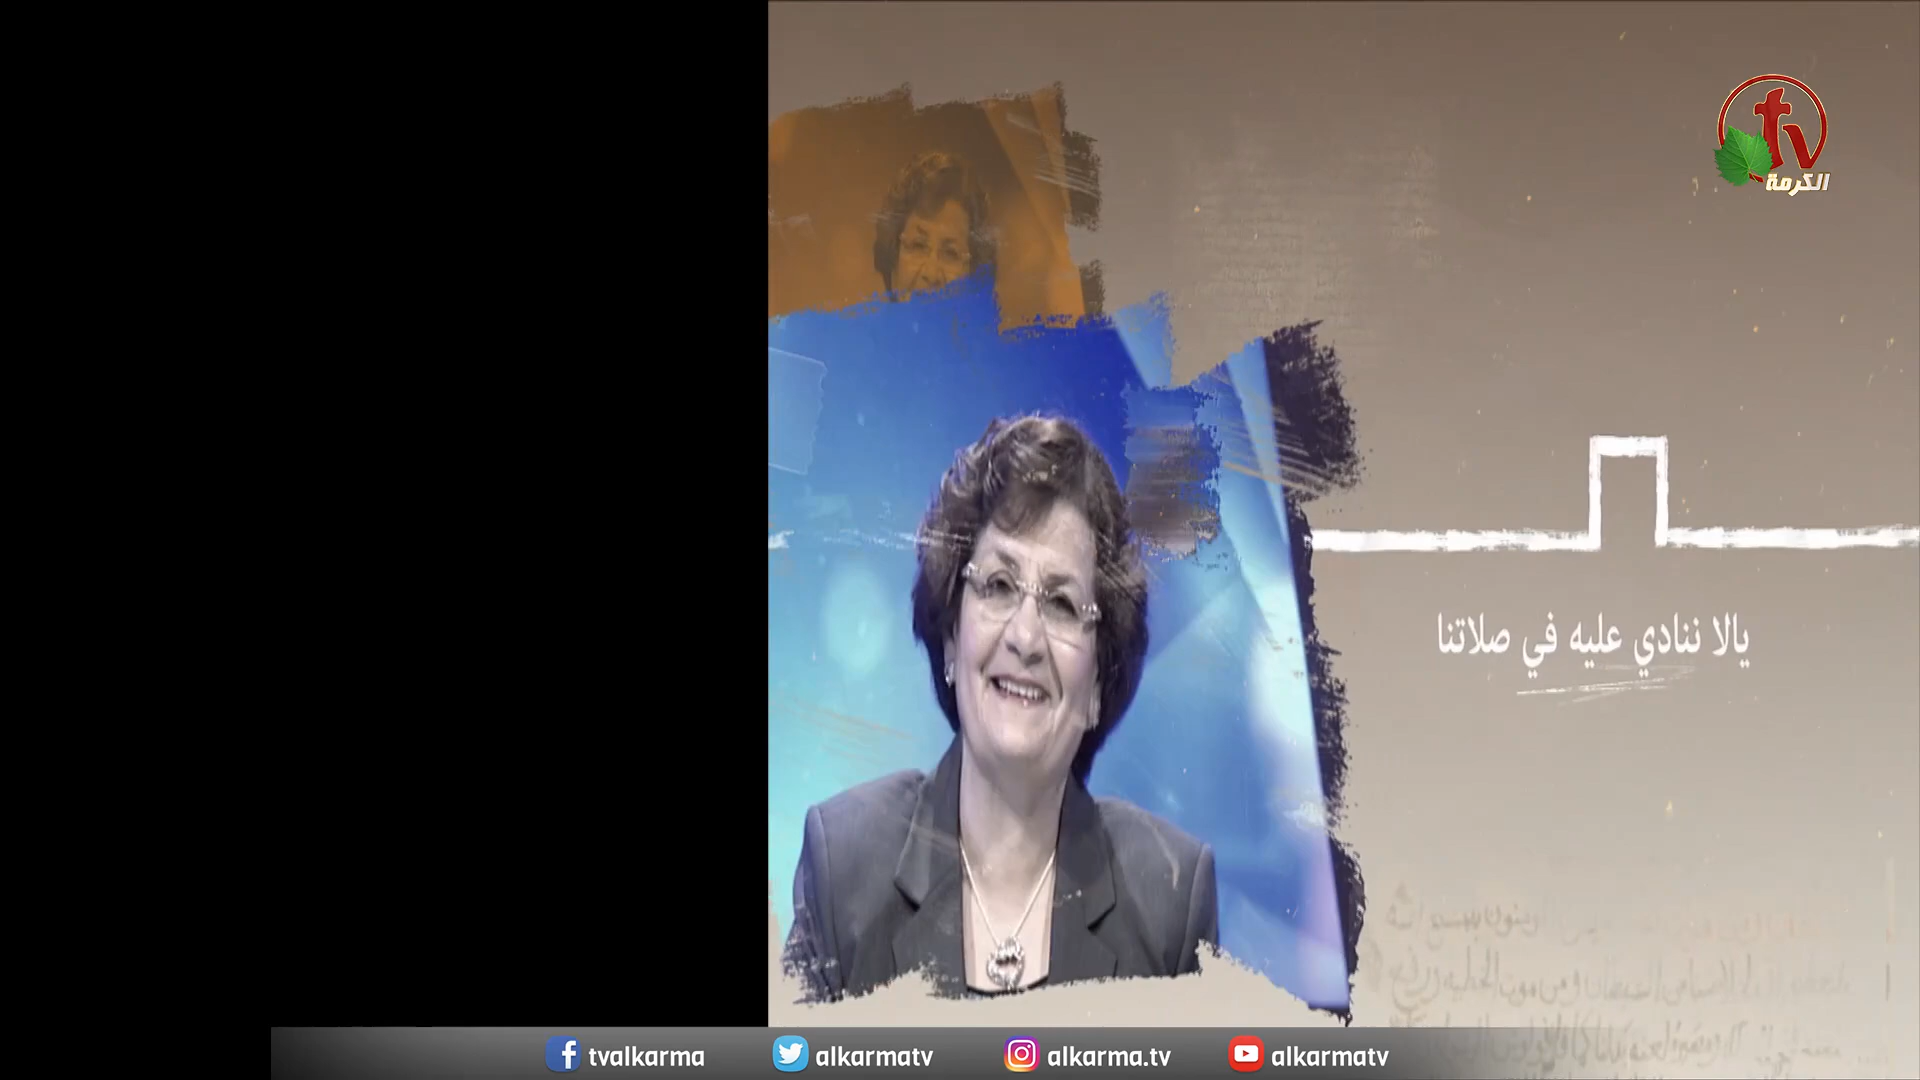 tv
الكرمة
يالا ننادي عليه في صلاتنا
tvalkarma
alkarmatv
alkarma.tv
alkarmatv